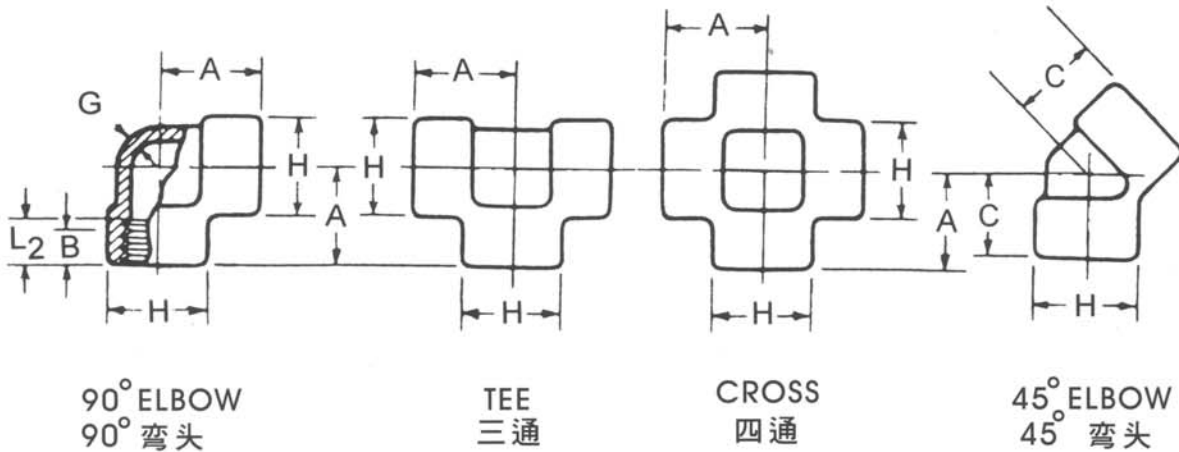 A
G
H
A
L2
B
H
A
H
H
A
H
A
H
C
C
H
90° ELBOW
90° 弯头
TEE
三通
CROSS
四通
45° ELBOW
45° 弯头